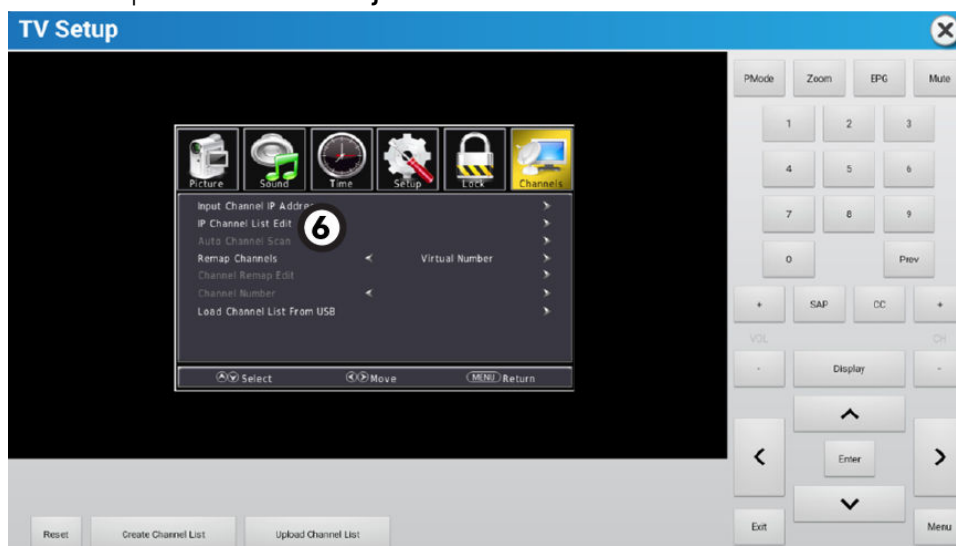 TV Setup
PMode Zoom EPG Mute
1 2 3
4 5 6
7 8 9
0 Prev
+ SAP CC +
VOL CH
- Display -
Enter
Exit Menu
Picture Sound Time Setup Lock Channels
Input Channel IP Addre
IP Channel List Edit
6
Auto Channel Scan
Remap Channels Virtual Number
Channel Remap Edit
Channel Number
Load Channel List From USB
Select Move MENU Return
Reset Create Channel List Upload Channel List